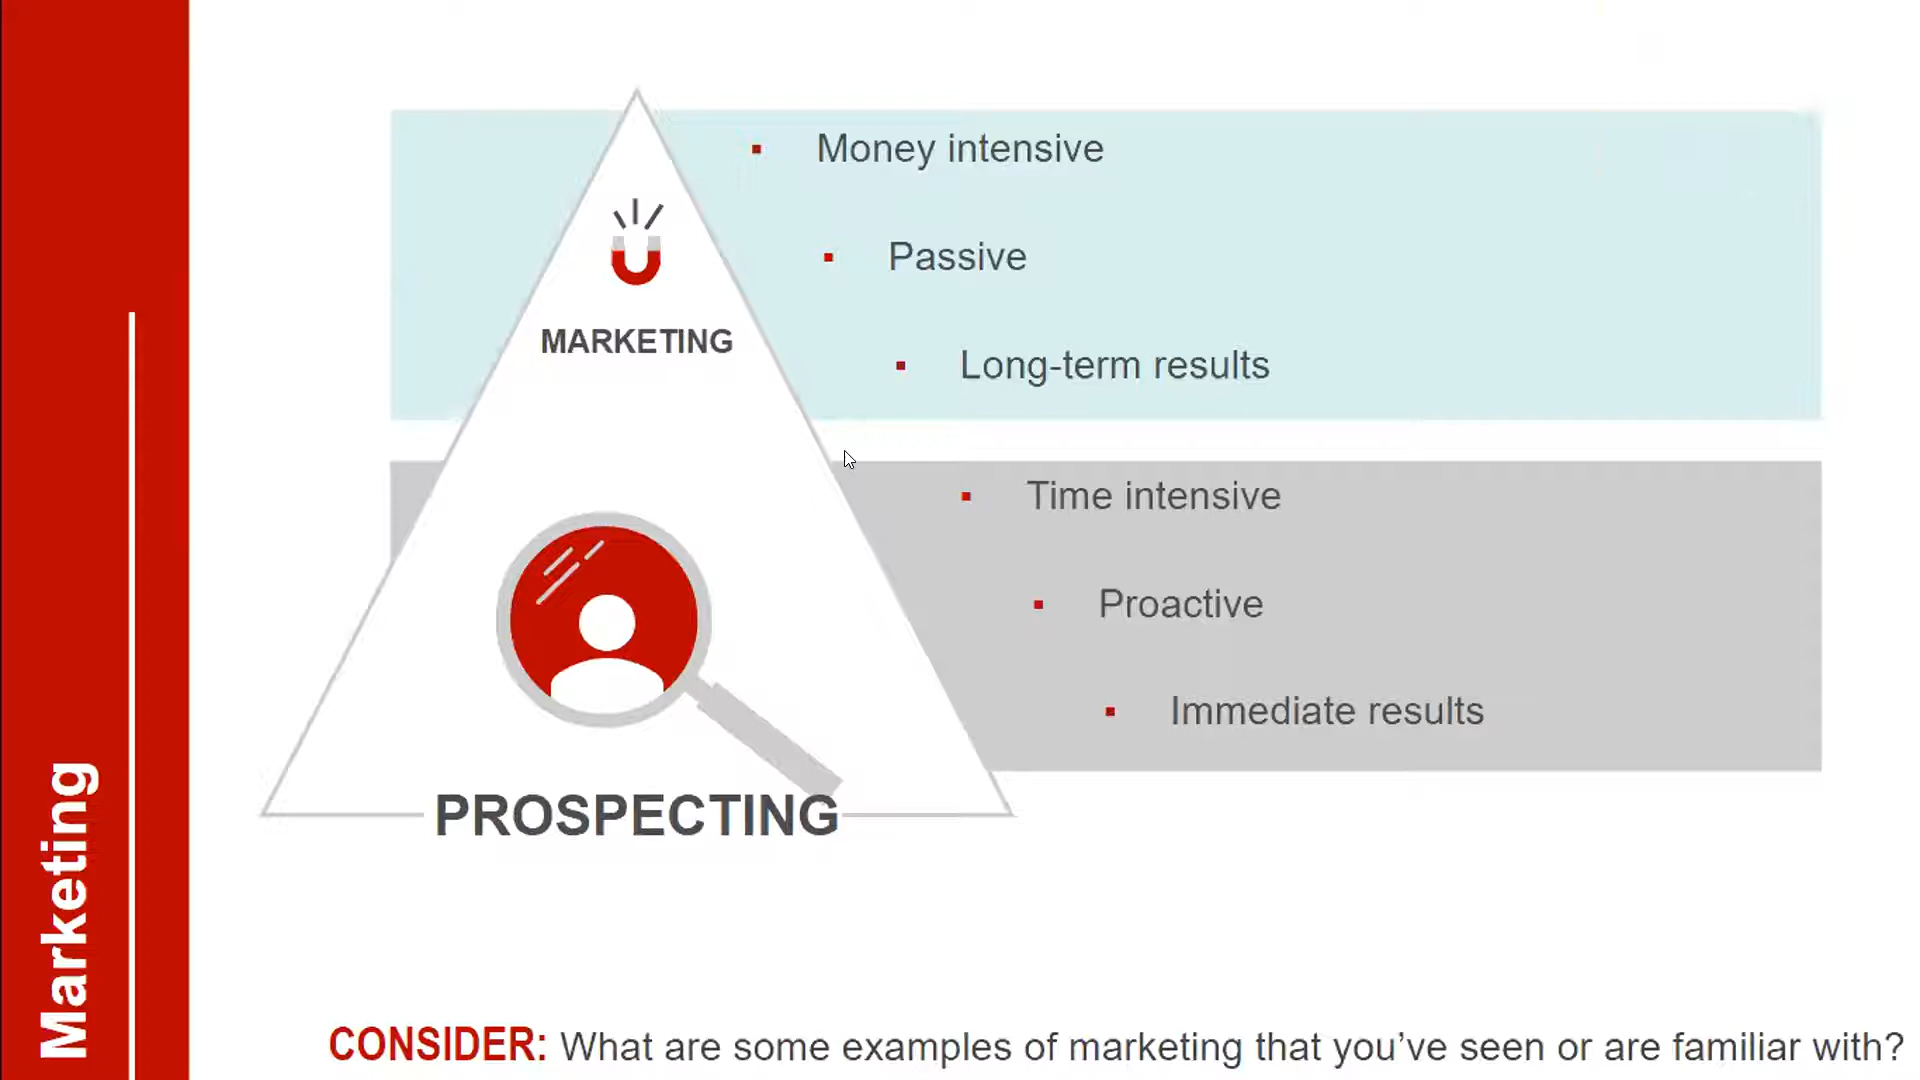 Marketing
MARKETING
▪ Money intensive
▪ Passive
▪ Long-term results
▪ Time intensive
▪ Proactive
▪ Immediate results
PROSPECTING
CONSIDER: What are some examples of marketing that you’ve seen or are familiar with?